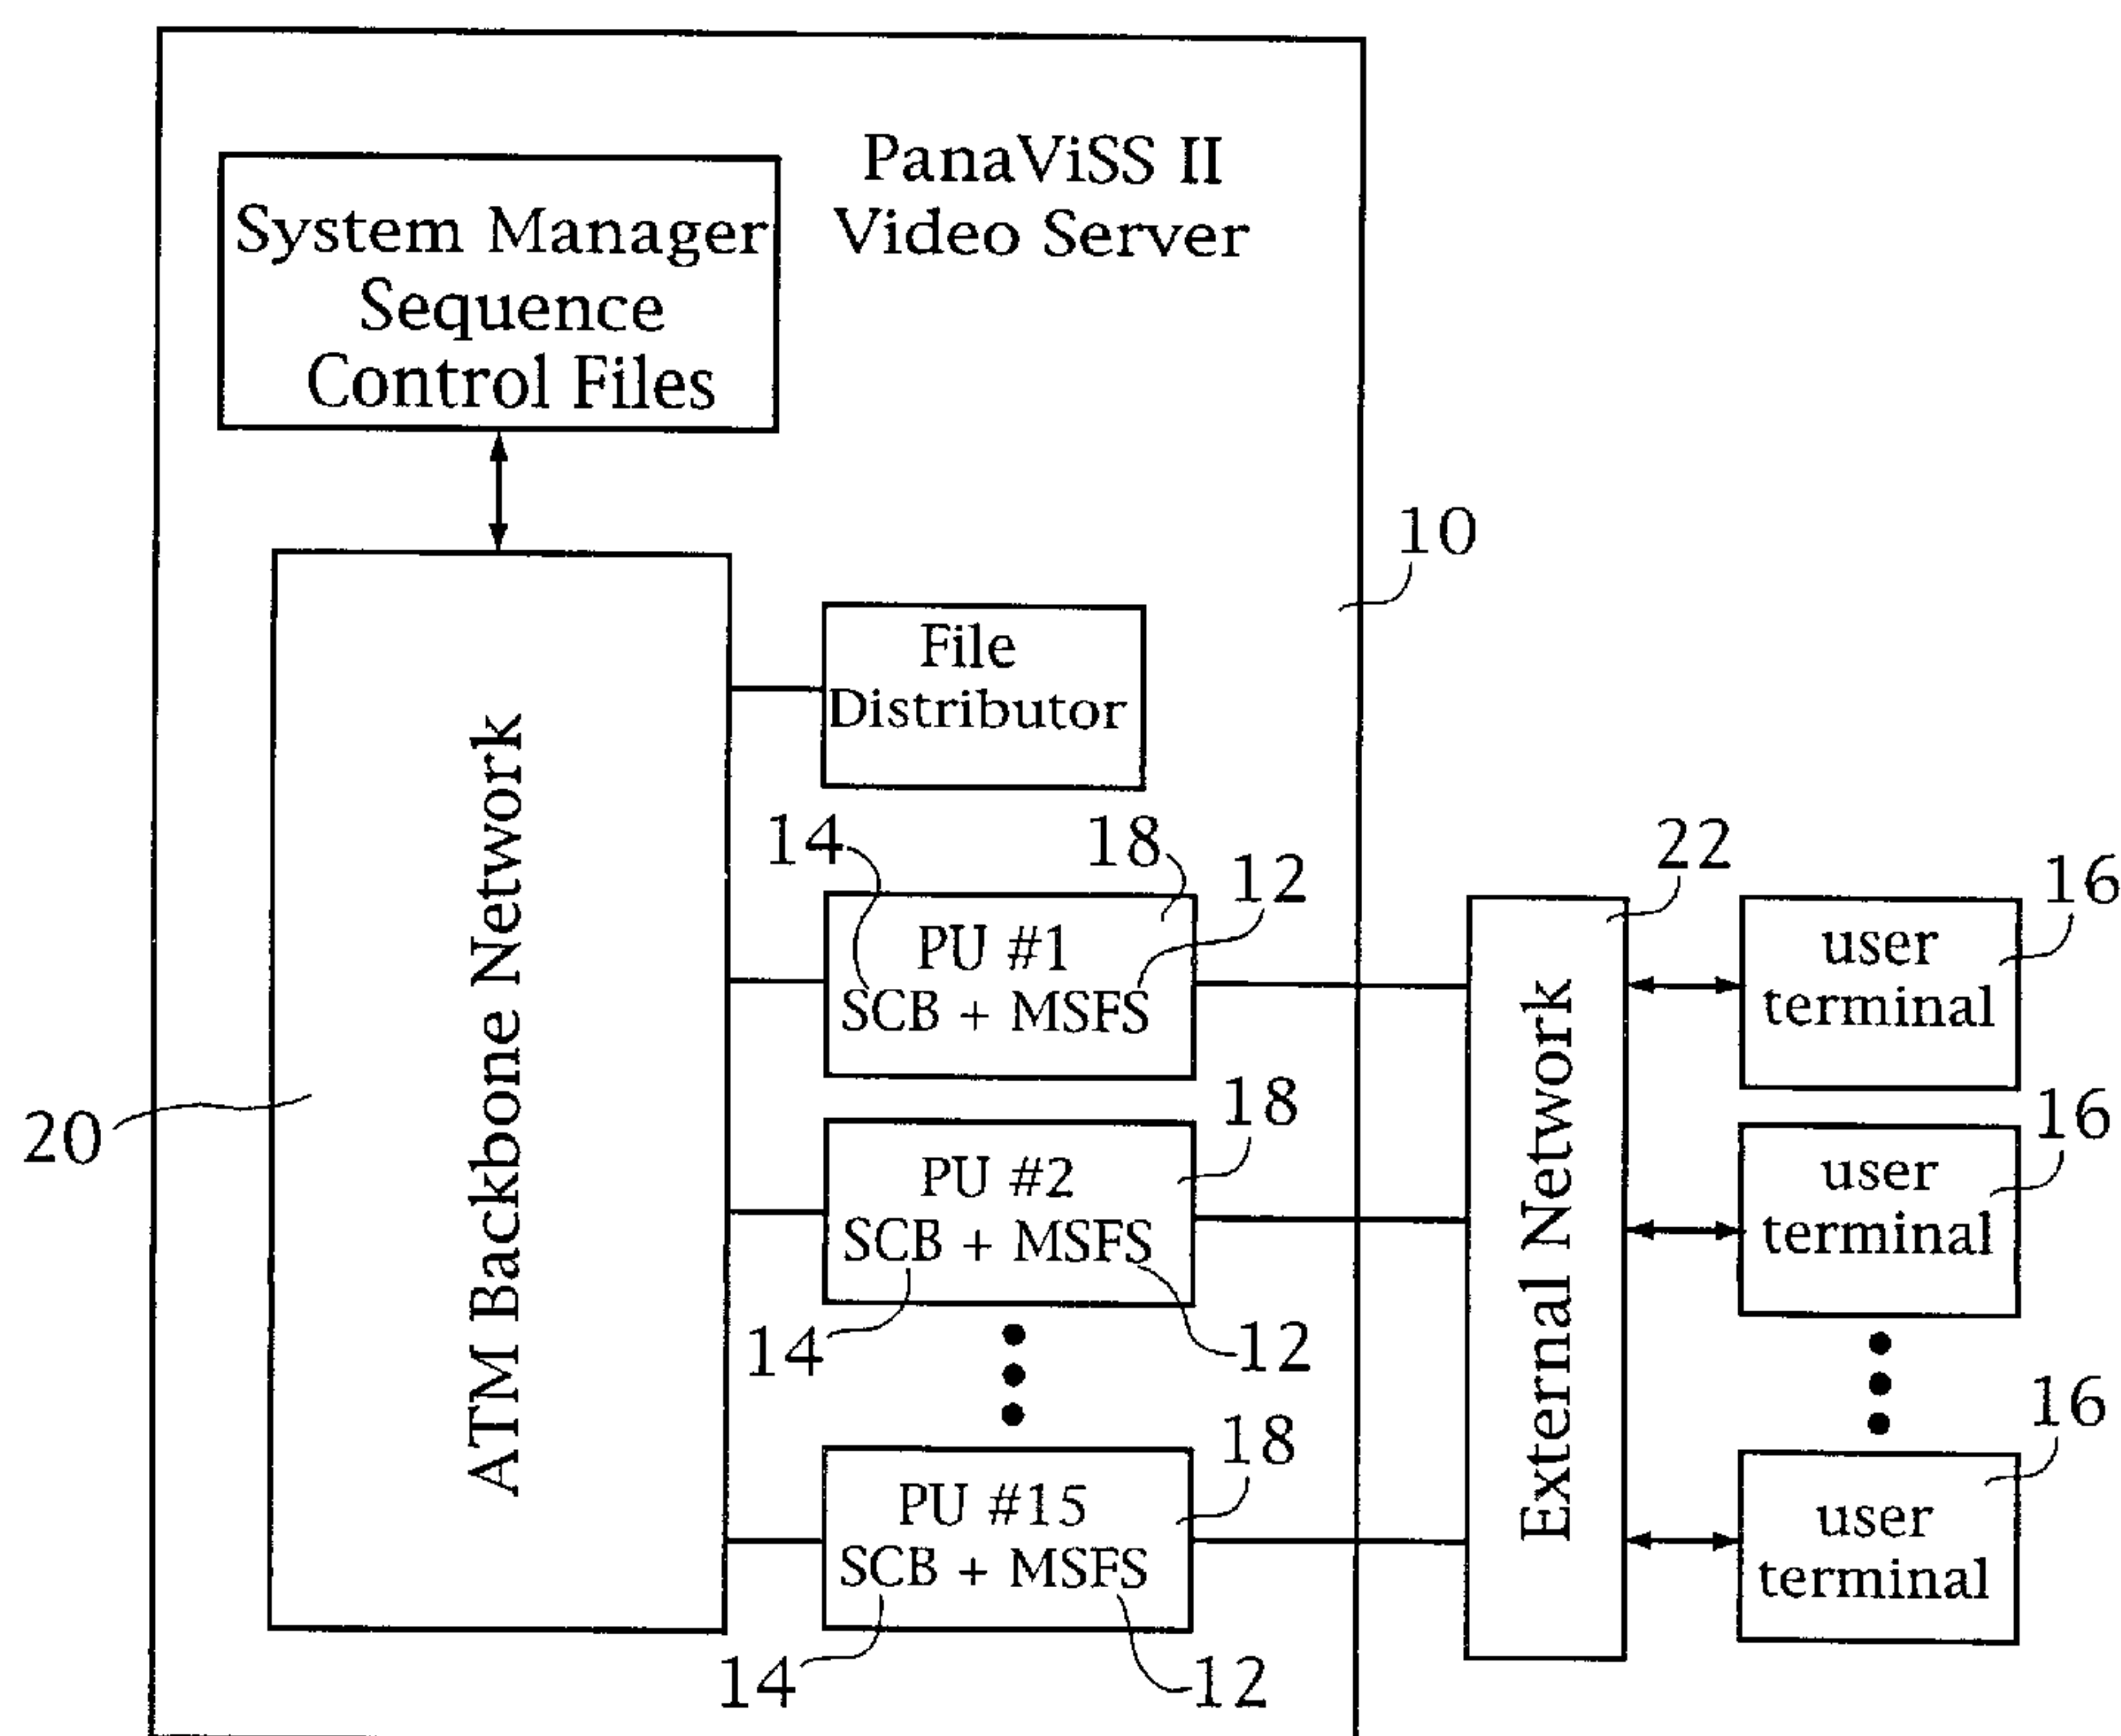 PanaViSS II
Video Server
System Manager
Sequence
Control Files
10
File
Distributor
ATM Backbone Network
20
14
18
12
PU #1
SCB + MSFS
18
PU #2
SCB + MSFS
14
12
18
PU #15
SCB + MSFS
14
12
22
External Network
16
user
terminal
16
user
terminal
16
user
terminal